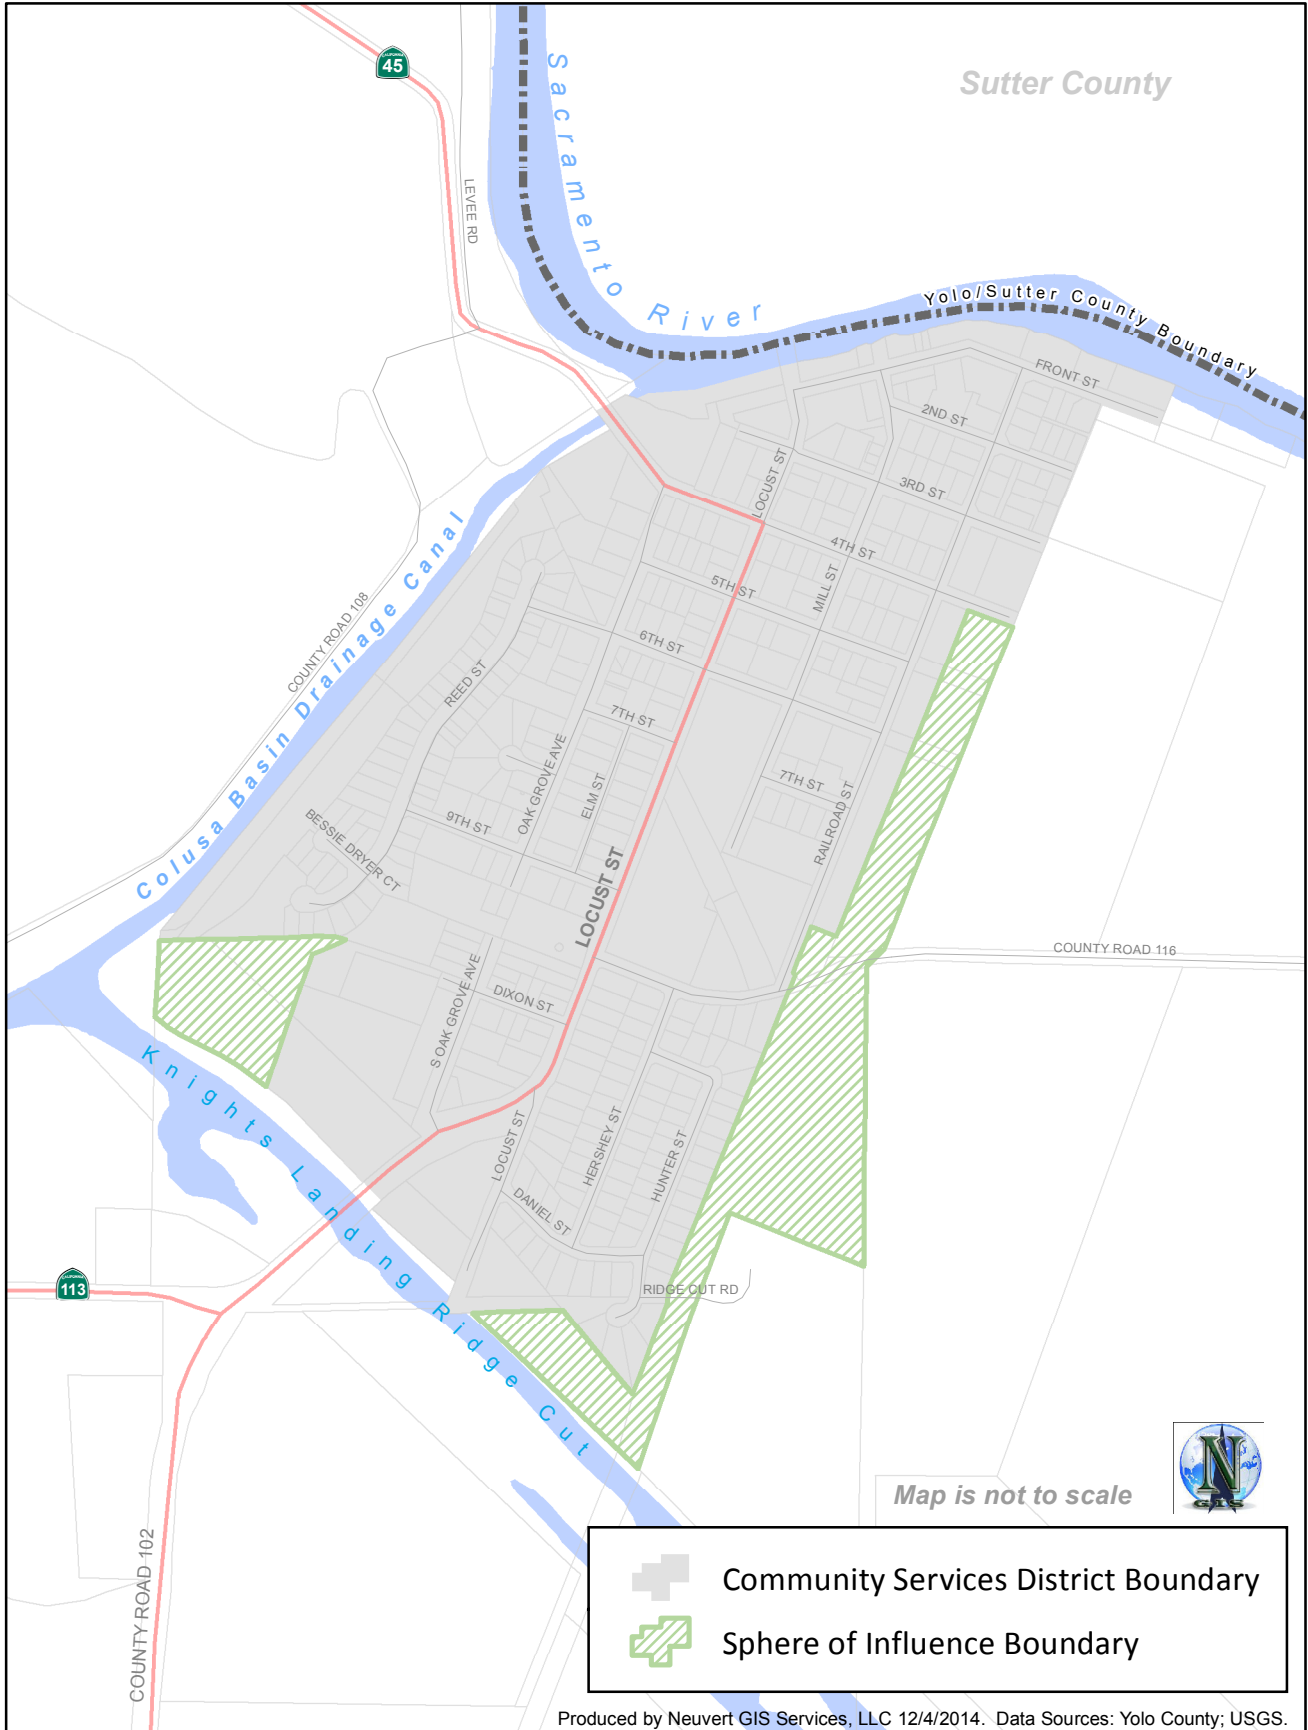 CALIFORNIA
45
Sutter County
Sacramento River
LEVEE RD
Yolo/Sutter County Boundary
FRONT ST
2ND ST
3RD ST
LOCUST ST
4TH ST
5TH ST
MILL ST
6TH ST
COUNTY ROAD 108
Colusa Basin Drainage Canal
REED ST
7TH ST
OAK GROVE AVE
ELM ST
7TH ST
RAILROAD ST
9TH ST
BESSIE DRYER CT
LOCUST ST
COUNTY ROAD 116
DIXON ST
S OAK GROVE AVE
Knights Landing Ridge Cut
LOCUST ST
HERSHEY ST
HUNTER ST
DANIEL ST
RIDGE CUT RD
CALIFORNIA
113
COUNTY ROAD 102
Map is not to scale
N
GIS
Community Services District Boundary
Sphere of Influence Boundary
Produced by Neuvert GIS Services, LLC 12/4/2014. Data Sources: Yolo County; USGS.